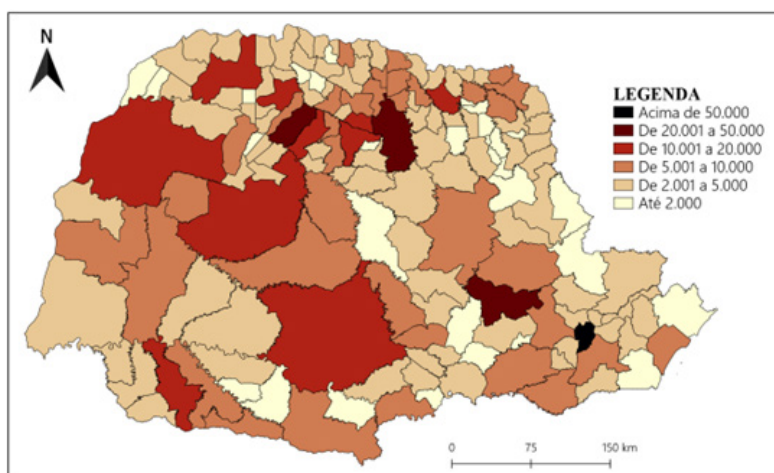 N
LEGENDA
Acima de 50.000
De 20.001 a 50.000
De 10.001 a 20.000
De 5.001 a 10.000
De 2.001 a 5.000
Até 2.000
0 75 150 km